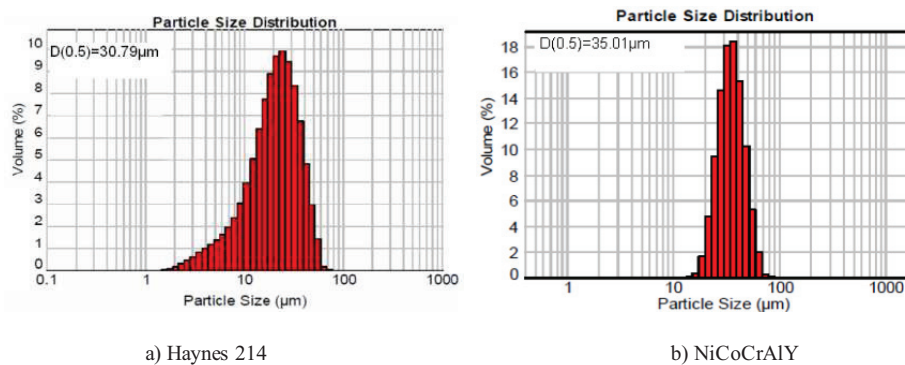 Particle Size Distribution
D(0.5)=30.79µm
10
9
8
7
6
5
4
3
2
1
0
Volume (%)
0.1 1 10 100 1000
Particle Size (µm)
a) Haynes 214
Particle Size Distribution
D(0.5)=35.01µm
18
16
14
12
10
8
6
4
2
0
Volume (%)
1 10 100 1000
Particle Size (µm)
b) NiCoCrAlY